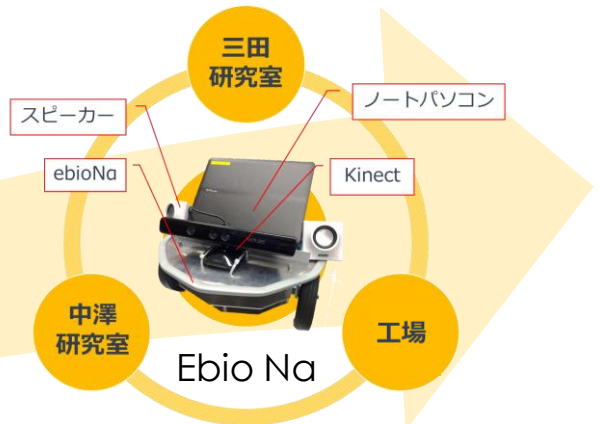 三田
研究室
スピーカー
ノートパソコン
ebioNa
Kinect
中澤
研究室
工場
Ebio Na